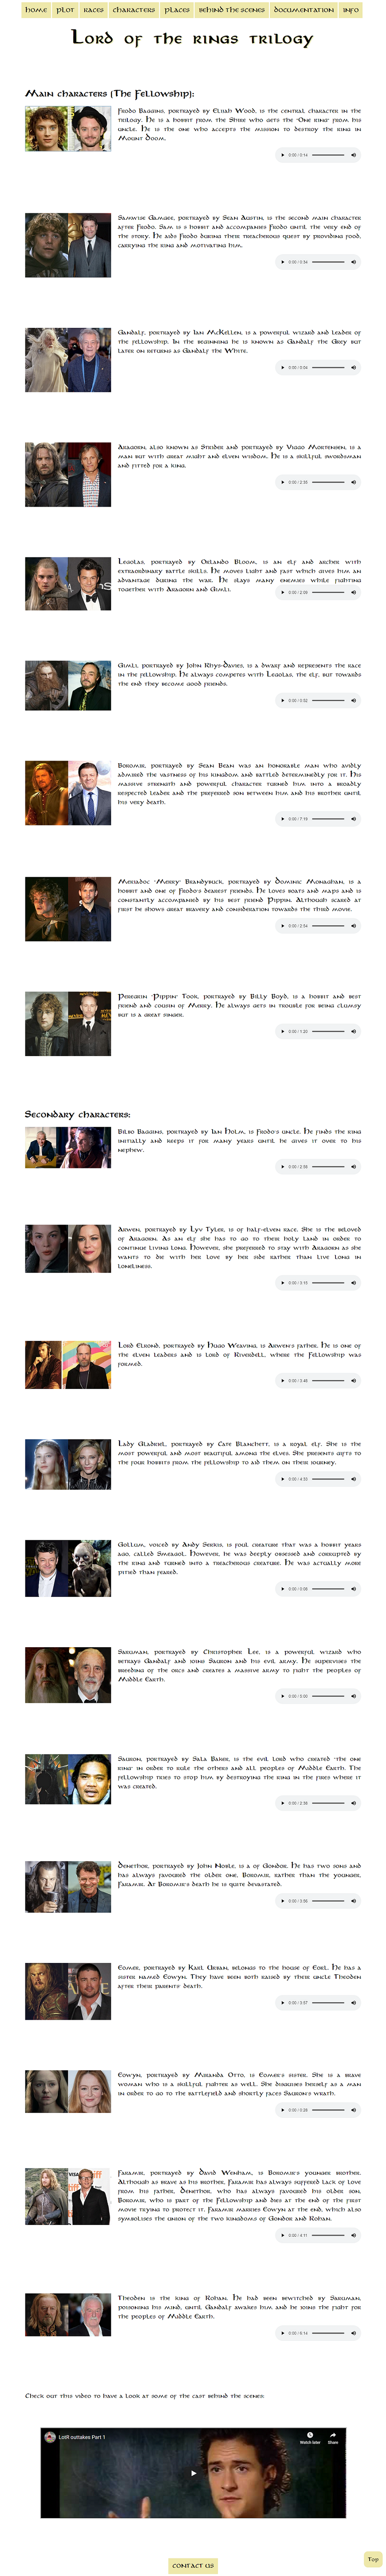 HOME PLOT RACES CHARACTERS PLACES BEHIND THE SCENES DOCUMENTATION INFO
Lord of the rings trilogy
Main characters (The Fellowship):
Frodo Baggins, portrayed by Elijah Wood, is the central character in the
trilogy. He is a hobbit from the Shire who gets the "One ring" from his
uncle. He is the one who accepts the mission to destroy the ring in
Mount Doom.
0:00 / 3:14
Samwise Gamgee, portrayed by Sean Austin, is the second main character
after Frodo. Sam is s hobbit and accompanies Frodo until the very end of
the story. He aids Frodo during their treacherous quest by providing food,
carrying the ring and motivating him.
0:00 / 0:34
Gandalf, portrayed by Ian McKellen, is a powerful wizard and leader of
the fellowship. In the beginning he is known as Gandalf the Grey but
later on returns as Gandalf the White.
Aragorn, also known as Strider and portrayed by Viggo Mortensen, is a
man but with great might and elven wisdom. He is a skillful swordsman
and fitted for a king.
Legolas, portrayed by Orlando Bloom, is an elf and archer with
extraordinary battle skills. He moves light and fast which gives him an
advantage during the war. He slays many enemies while fighting
together with Aragorn and Gimli.
0:00 / 2:09
Gimli, portrayed by John Rhys-Davies, is a dwarf and represents the race
in the fellowship. He always competes with Legolas, the elf, but towards
the end they become good friends.
0:00 / 0:52
Boromir, portrayed by Sean Bean was an honorable man who avidly
admired the vastness of his kingdom and battled determinedly for it. His
massive strength and powerful character turned him into a broadly
respected leader and the preferred son between him and his brother until
his very death.
0:00 / 7:19
Meriadoc "Merry" Brandybuck, portrayed by Dominic Monaghan, is a
hobbit and one of Frodo's dearest friends. He loves boats and maps and is
constantly accompanied by his best friend Pippin. Although scared at
first he shows great bravery and consideration towards the third movie.
0:00 / 2:54
Peregrin "Pippin" Took, portrayed by Billy Boyd, is a hobbit and best
friend and cousin of Merry. He always gets in trouble for being clumsy
but is a great singer.
0:00 / 1:20
Secondary characters:
Bilbo Baggins, portrayed by Ian Holm, is Frodo's uncle. He finds the ring
initially and keeps it for many years until he gives it over to his
nephew.
Arwen, portrayed by Lyv Tyler, is of half-elven race. She is the beloved
of Aragorn. As an elf she has to go to their holy land in order to
continue living long. However, she preferred to stay with Aragorn as she
wants to die with her love by her side rather than live long in
loneliness.
Lord Elrond, portrayed by Hugo Weaving, is Arwen's father. He is one of
the elven leaders and is lord of Riverdell, where the Fellowship was
formed.
Lady Gladriel, portrayed by Cate Blanchett, is a royal elf. She is the
most powerful and most beautiful among the elves. She presents gifts to
the four hobbits from the fellowship to aid them on their journey.
0:00 / 4:33
Gollum, voiced by Andy Serkis, is foul creature that was a hobbit years
ago, called Smeagol. However, he was deeply obsessed and corrupted by
the ring and turned into a treacherous creature. He was actually more
pitied than feared.
Saruman, portrayed by Christopher Lee, is a powerful wizard who
betrays Gandalf and joins Sauron and his evil army. He supervises the
breeding of the orcs and creates a massive army to fight the peoples of
Middle Earth.
Sauron, portrayed by Sala Baker, is the evil lord who created "the one
ring" in order to rule the others and all peoples of Middle Earth. The
fellowship tries to stop him by destroying the ring in the fires where it
was created.
Denethor, portrayed by John Noble, is a of Gondor. He has two sons and
has always favoured the older one, Boromir, rather than the younger,
Faramir. At Boromir's death he is quite devastated.
Eomer, portrayed by Karl Urban, belongs to the house of Eorl. He has a
sister named Eowyn. They have been both raised by their uncle Theoden
after their parents' death.
0:00 / 3:57
Eowyn, portrayed by Miranda Otto, is Eomer's sister. She is a brave
woman who is a skillful fighter as well. She disguises herself as a man
in order to go to the battlefield and shortly faces Sauron's wrath.
Faramir, portrayed by David Wenham, is Boromir's younger brother.
Although as brave as his brother, Faramir has always suffered lack of love
from his father, Denethor, who has always favoured his older son,
Boromir, who is part of the Fellowship and dies at the end of the first
movie trying to protect it. Faramir marries Eowyn at the end, which also
symbolises the union of the two kingdoms of Gondor and Rohan.
0:00 / 4:11
Theoden is the king of Rohan. He had been bewitched by Saruman,
poisoning his mind, until Gandalf awakes him and he joins the fight for
the peoples of Middle Earth.
0:00 / 6:14
Check out this video to have a look at some of the cast behind the scenes:
LotR outtakes Part 1
Watch later Share
Top
CONTACT US